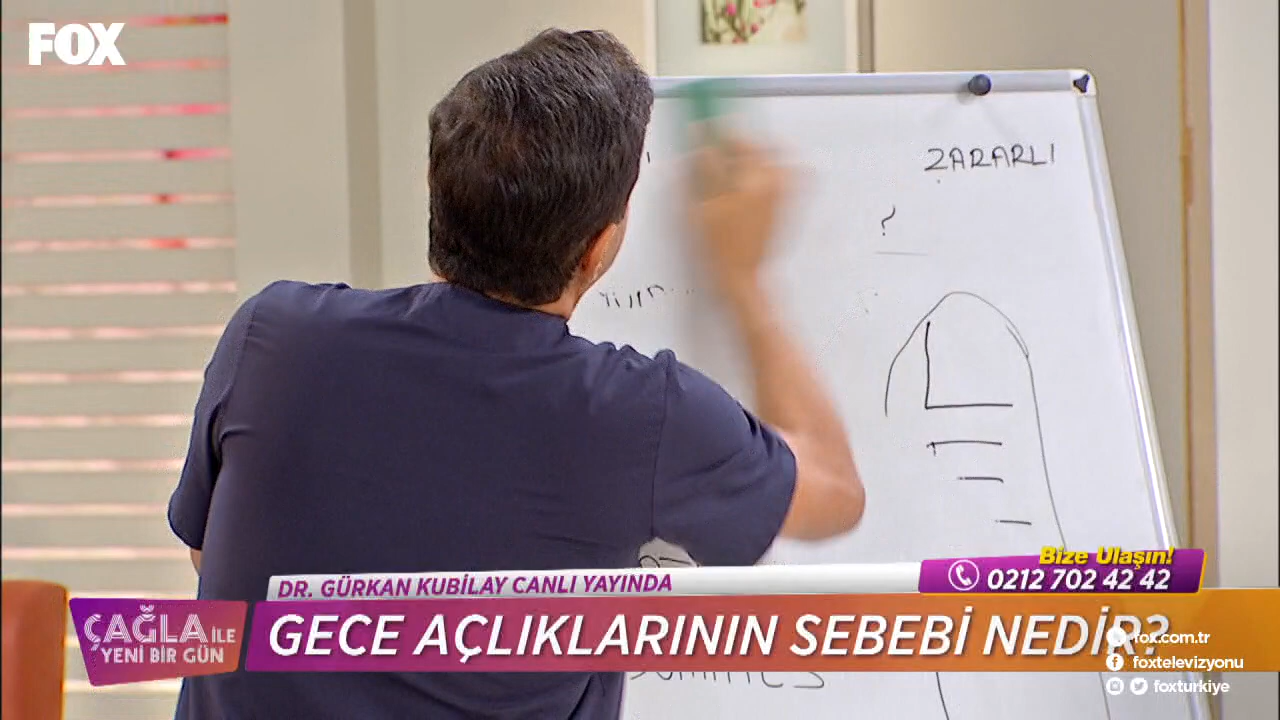 FOX
ZARARLI
?
Bize Ulaşın!
0212 702 42 42
DR. GÜRKAN KUBİLAY CANLI YAYINDA
ÇAĞLA İLE
YENİ BİR GÜN
GECE AÇLIKLARININ SEBEBİ NEDİR?
fox.com.tr
foxtelevizyonu
foxturkiye